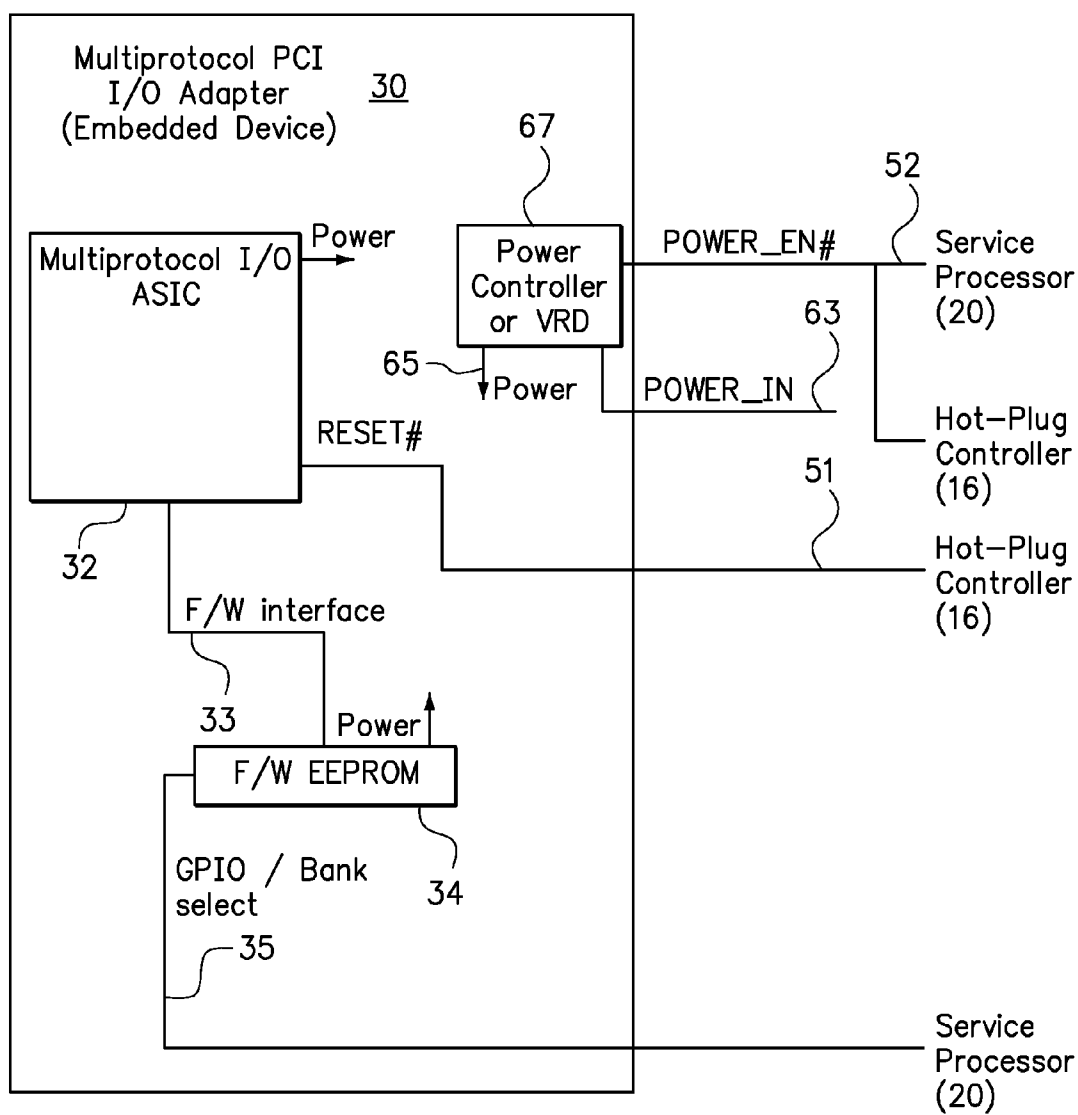 Multiprotocol PCI
I/O Adapter
(Embedded Device)
30
67
52
Power
Multiprotocol I/O
ASIC
Power
Controller
or VRD
POWER_EN#
Service
Processor
(20)
63
65
Power
POWER_IN
RESET#
Hot-Plug
Controller
(16)
51
32
Hot-Plug
Controller
(16)
F/W interface
33
Power
F/W EEPROM
GPIO / Bank
select
34
35
Service
Processor
(20)